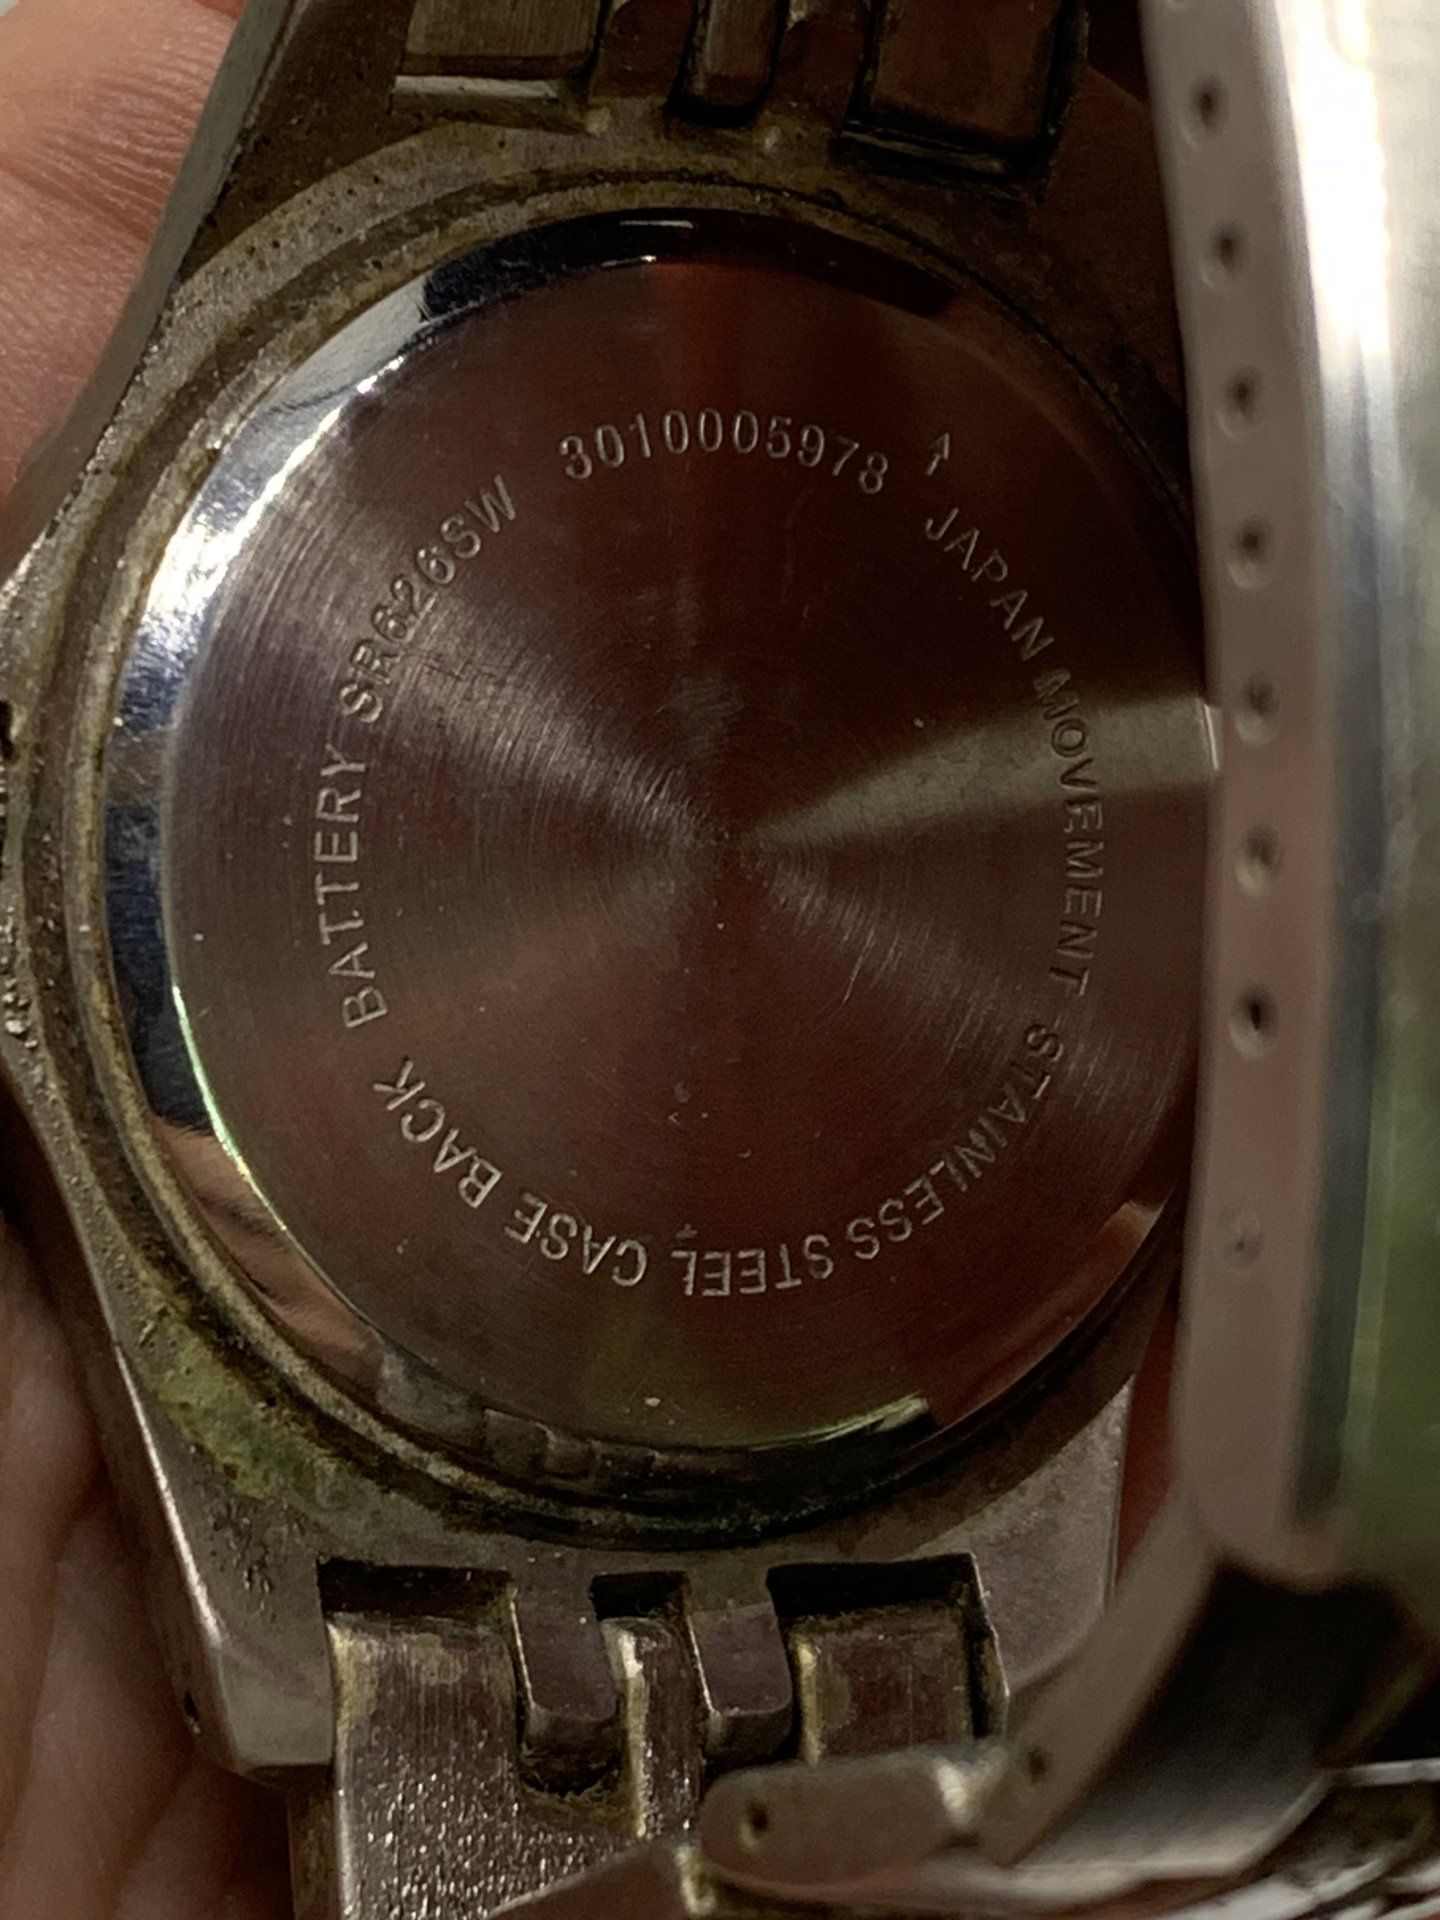 3010005978
↑
JAPAN MOVEMENT
STAINLESS STEEL CASE BACK
BATTERY SR626SW